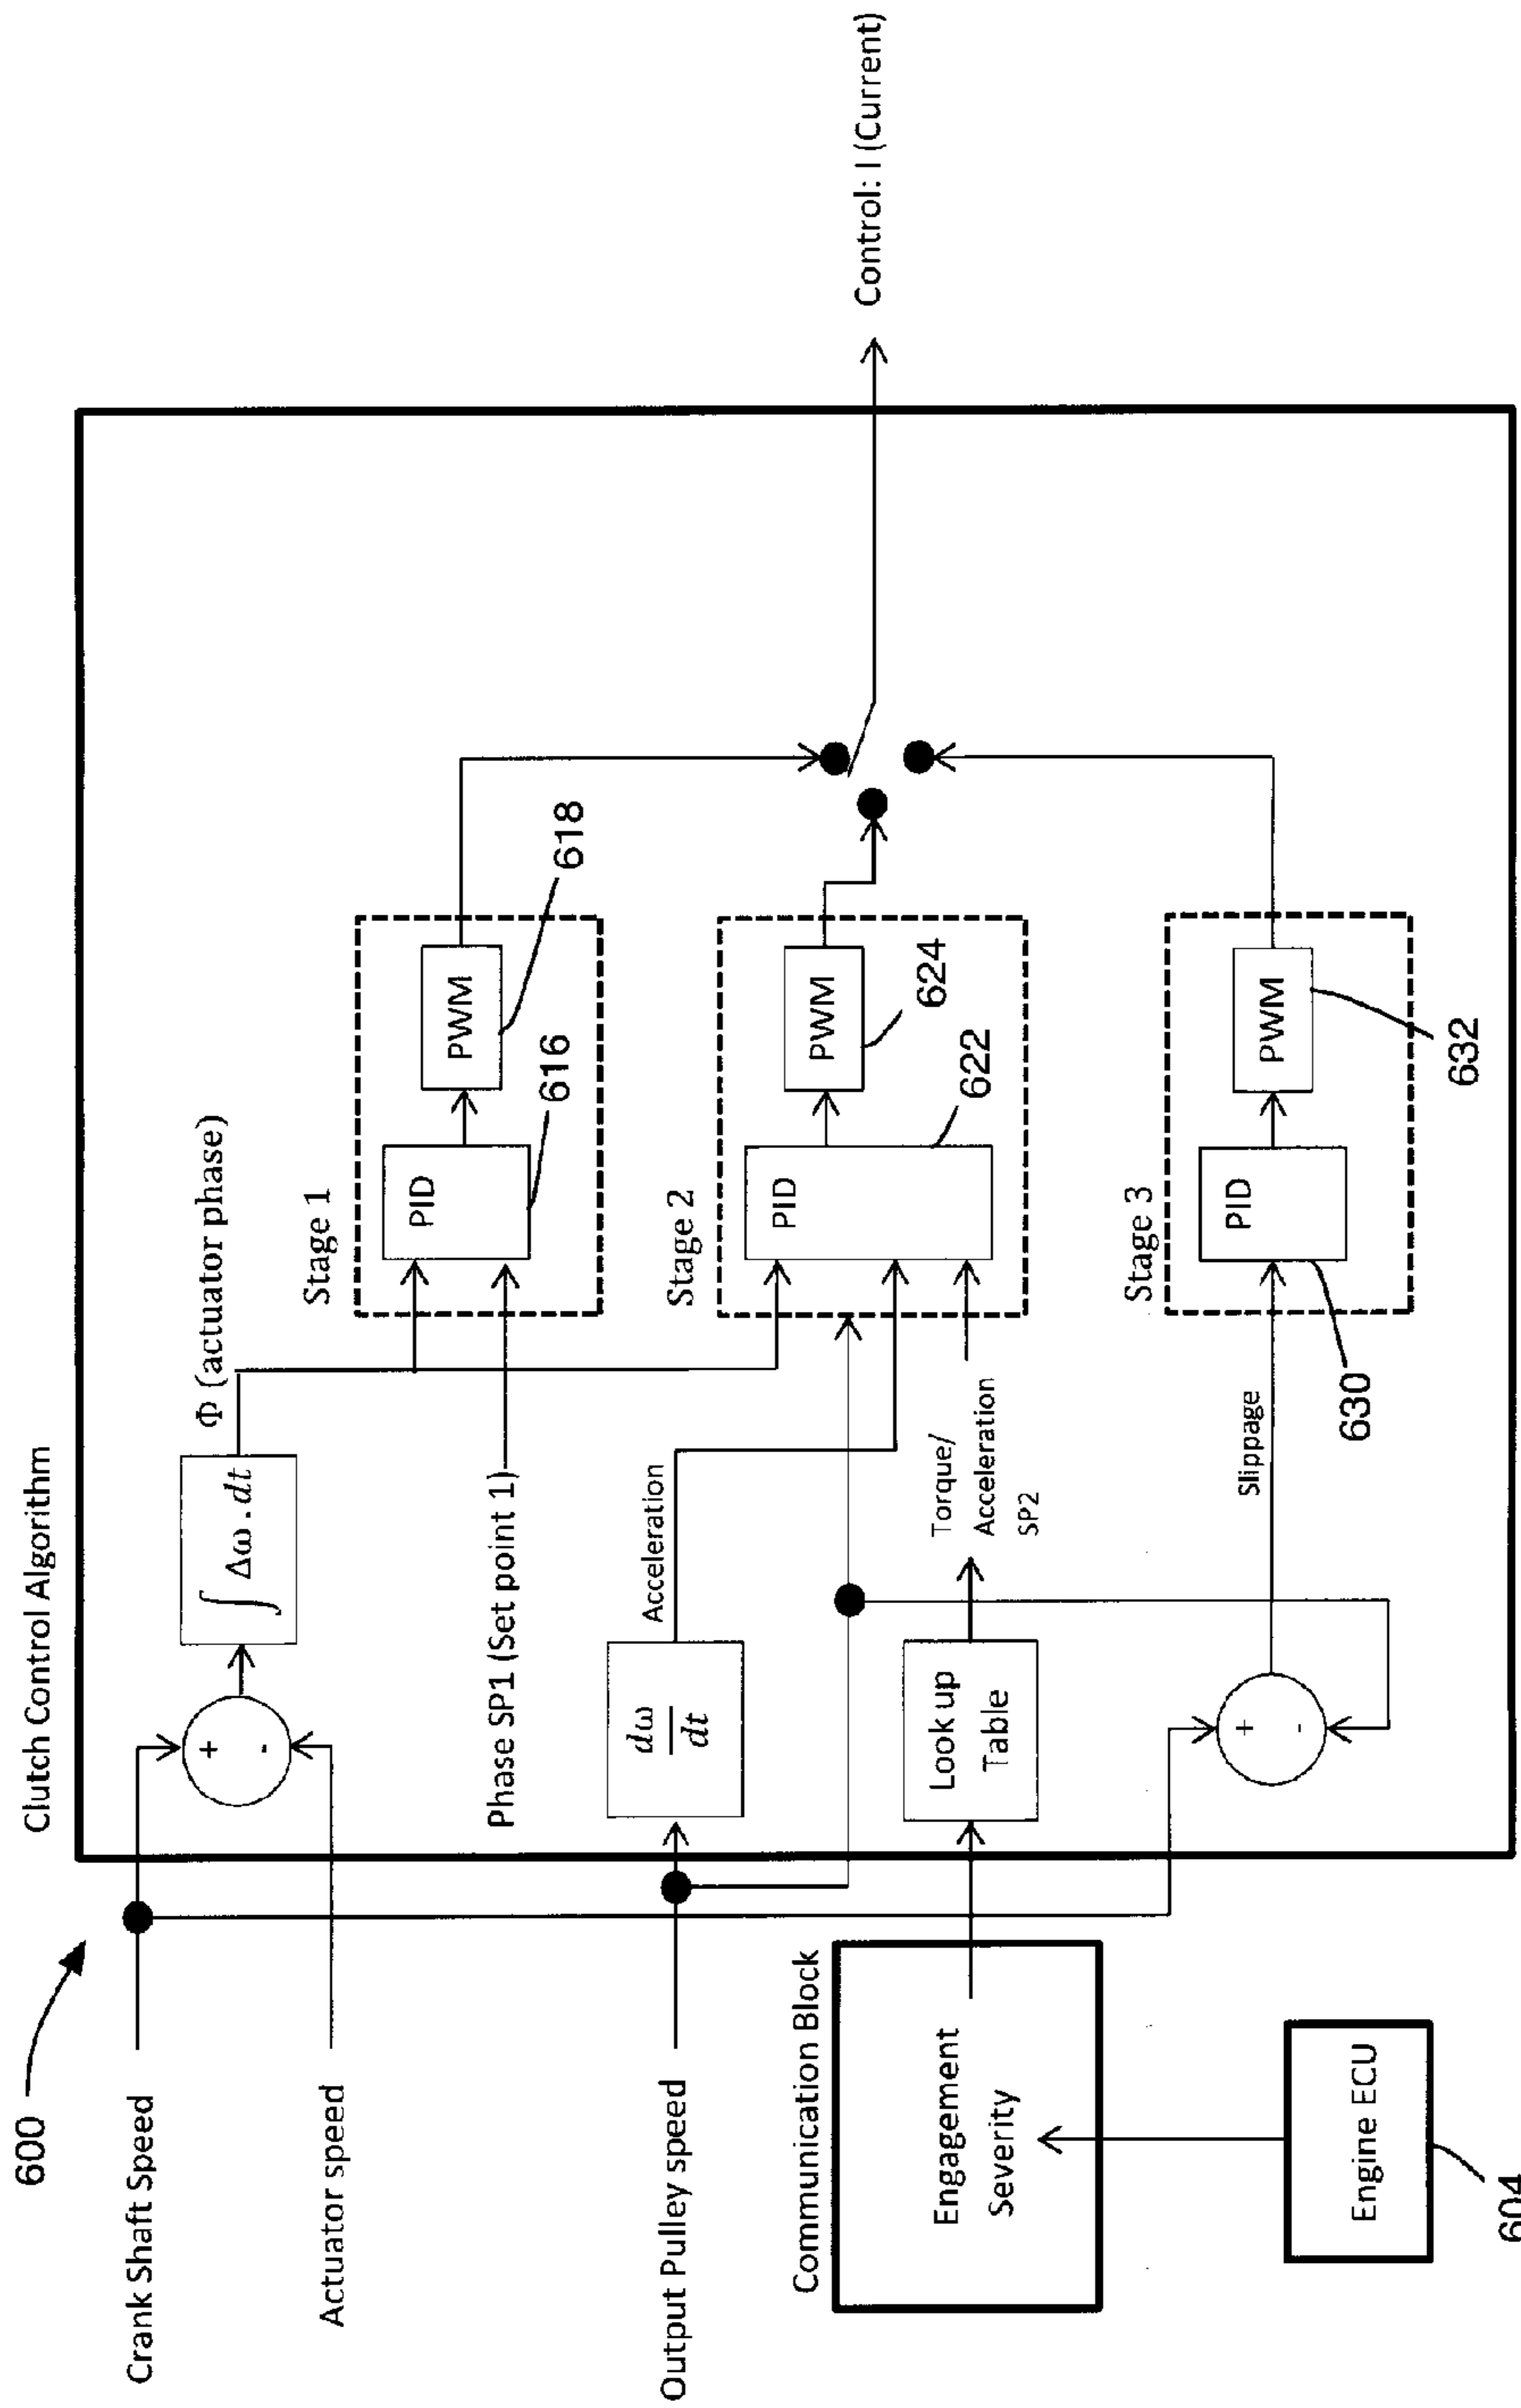 600
Clutch Control Algorithm
Crank Shaft Speed
Actuator speed
Output Pulley speed
+
-
∫ Δω . dt
Φ (actuator phase)
Phase SP1 (Set point 1)
Stage 1
PID
616
PWM
618
dω
dt
Acceleration
Stage 2
PID
622
PWM
624
Communication Block
Engagement
Severity
Look up
Table
Torque/
Acceleration
SP2
Engine ECU
604
+
-
Slippage
Stage 3
PID
630
PWM
632
Control: I (Current)